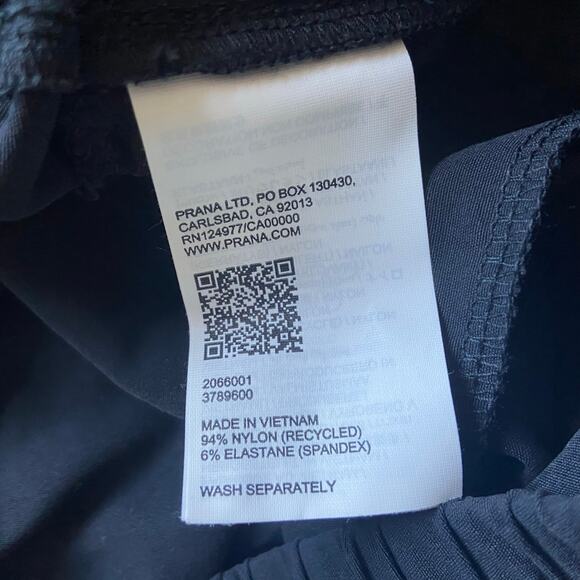 PRANA LTD, PO BOX 130430,
CARLSBAD, CA 92013
RN124977/CA00000
WWW.PRANA.COM
2066001
3789600
MADE IN VIETNAM
94% NYLON (RECYCLED)
6% ELASTANE (SPANDEX)
WASH SEPARATELY